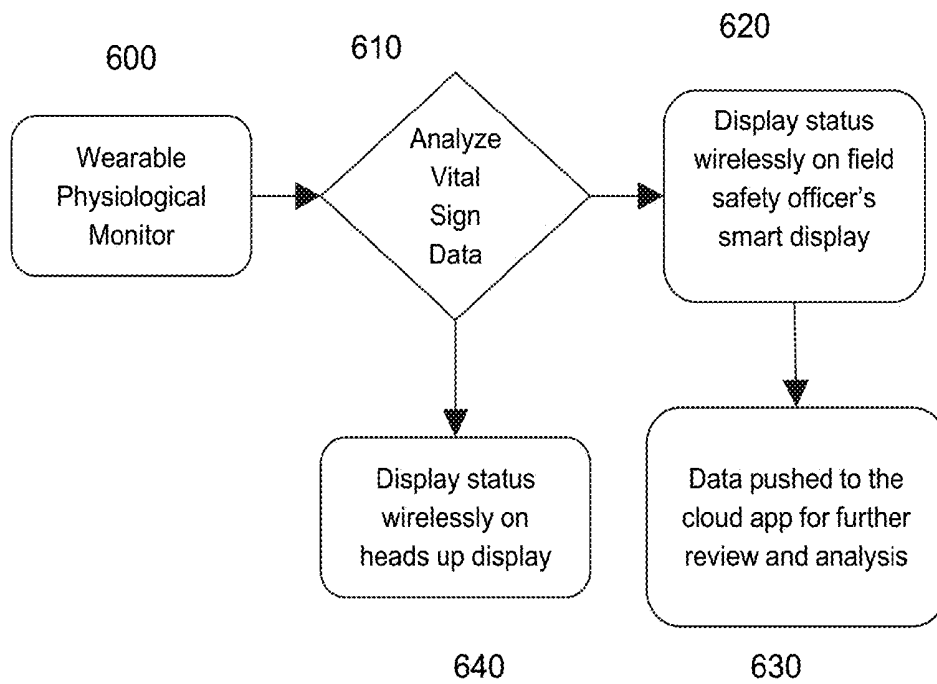 600
Wearable
Physiological
Monitor
610
Analyze
Vital
Sign
Data
620
Display status
wirelessly on field
safety officer's
smart display
Display status
wirelessly on
heads up display
640
Data pushed to the
cloud app for further
review and analysis
630